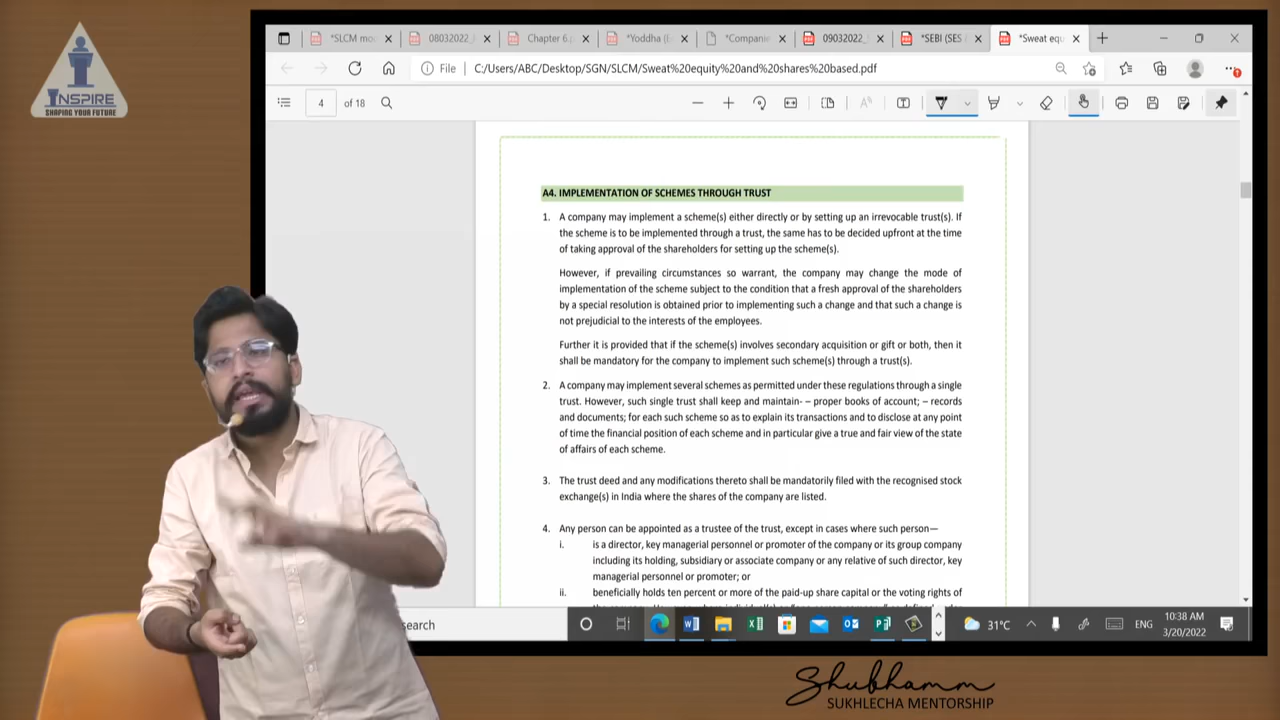 INSPIRE
SHAPING YOUR FUTURE
*SLCM mo
08032022_
Chapter 6.
*Yoddha (E
*Companie
09032022_
*SEBI (SES
*Sweat equ
File C:/Users/ABC/Desktop/SGN/SLCM/Sweat%20equity%20and%20shares%20based.pdf
4 of 18
A4. IMPLEMENTATION OF SCHEMES THROUGH TRUST
1. A company may implement a scheme(s) either directly or by setting up an irrevocable trust(s). If
the scheme is to be implemented through a trust, the same has to be decided upfront at the time
of taking approval of the shareholders for setting up the scheme(s).
However, if prevailing circumstances so warrant, the company may change the mode of
implementation of the scheme subject to the condition that a fresh approval of the shareholders
by a special resolution is obtained prior to implementing such a change and that such a change is
not prejudicial to the interests of the employees.
Further it is provided that if the scheme(s) involves secondary acquisition or gift or both, then it
shall be mandatory for the company to implement such scheme(s) through a trust(s).
2. A company may implement several schemes as permitted under these regulations through a single
trust. However, such single trust shall keep and maintain- – proper books of account; – records
and documents; for each such scheme so as to explain its transactions and to disclose at any point
of time the financial position of each scheme and in particular give a true and fair view of the state
of affairs of each scheme.
3. The trust deed and any modifications thereto shall be mandatorily filed with the recognised stock
exchange(s) in India where the shares of the company are listed.
4. Any person can be appointed as a trustee of the trust, except in cases where such person—
i. is a director, key managerial personnel or promoter of the company or its group company
including its holding, subsidiary or associate company or any relative of such director, key
managerial personnel or promoter; or
ii. beneficially holds ten percent or more of the paid-up share capital or the voting rights of
search
31°C
ENG
10:38 AM
3/20/2022
Shubhamm
SUKHLECHA MENTORSHIP